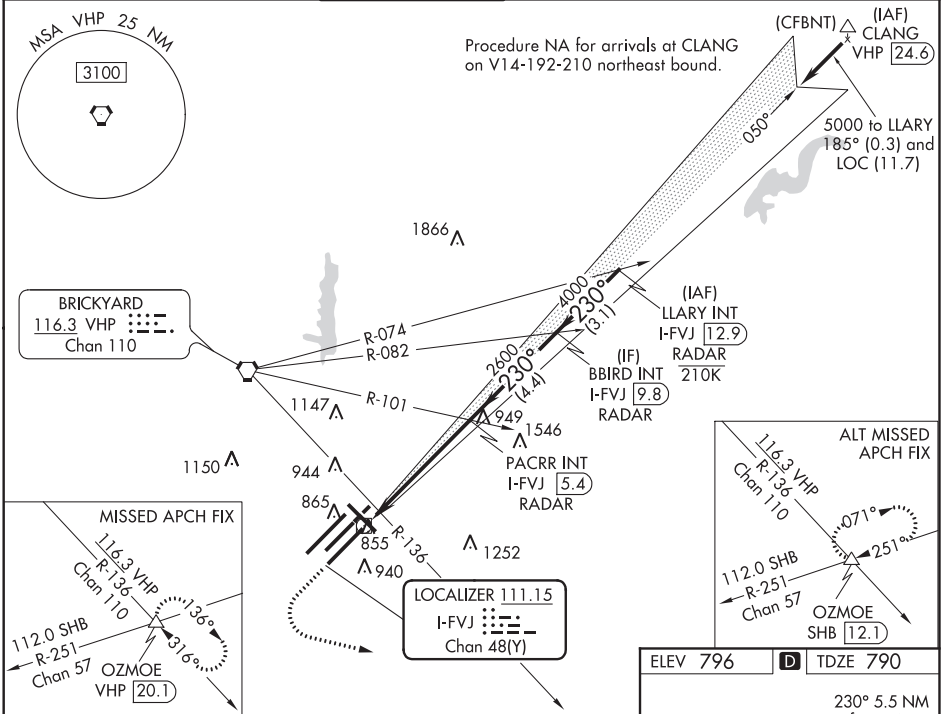 MSA VHP 25 NM
3100
Procedure NA for arrivals at CLANG
on V14-192-210 northeast bound.
(CFBNT)
(IAF)
CLANG
VHP 24.6
050°
5000 to LLARY
185° (0.3) and
LOC (11.7)
1866
BRICKYARD
116.3 VHP
Chan 110
R-074
R-082
R-101
4000
230°
(3.1)
(IAF)
LLARY INT
I-FVJ 12.9
RADAR
210K
2600
230°
(4.4)
(IF)
BBIRD INT
I-FVJ 9.8
RADAR
1147
949
1546
1150
944
PACRR INT
I-FVJ 5.4
RADAR
865
855
R-136
1252
940
LOCALIZER 111.15
I-FVJ
Chan 48(Y)
MISSED APCH FIX
116.3 VHP
R-136
Chan 110
136°
316°
112.0 SHB
R-251
Chan 57
OZMOE
VHP 20.1
ALT MISSED
APCH FIX
116.3 VHP
R-136
Chan 110
071°
251°
112.0 SHB
R-251
Chan 57
OZMOE
SHB 12.1
ELEV 796 D TDZE 790
230° 5.5 NM